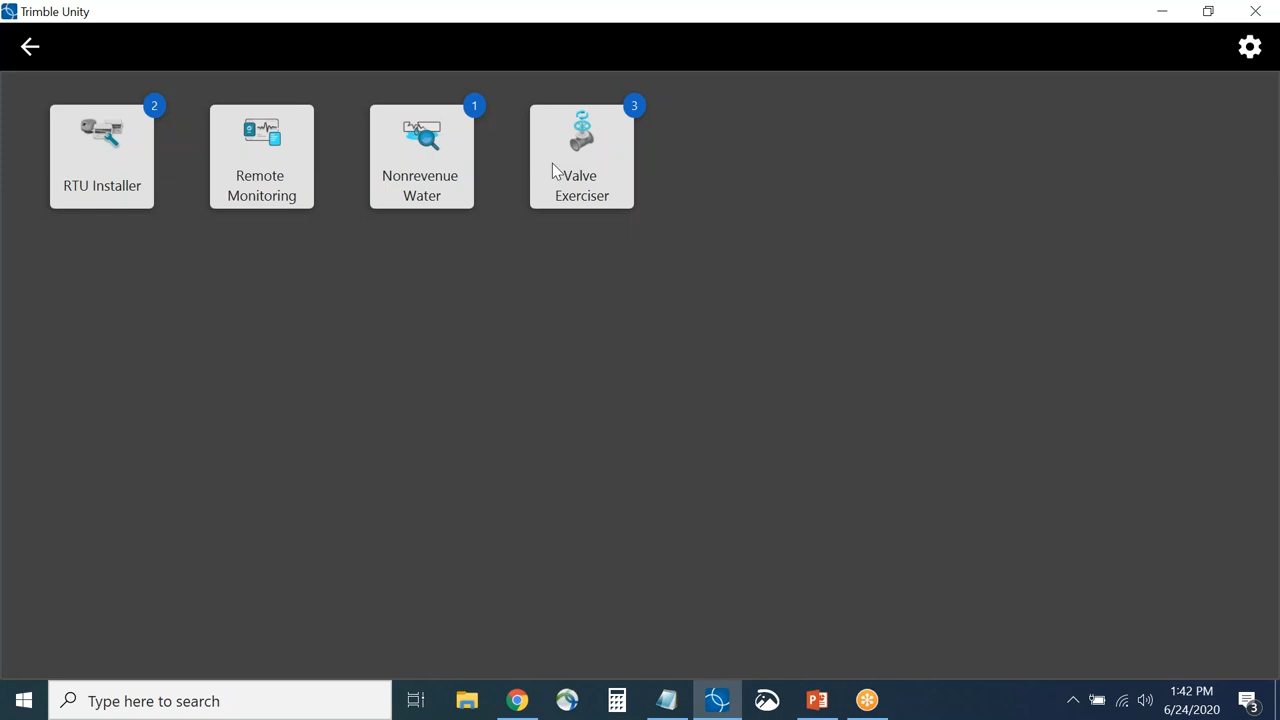 Trimble Unity
2
1
3
RTU Installer
Remote
Monitoring
Nonrevenue
Water
Valve
Exerciser
Type here to search
1:42 PM
6/24/2020
3